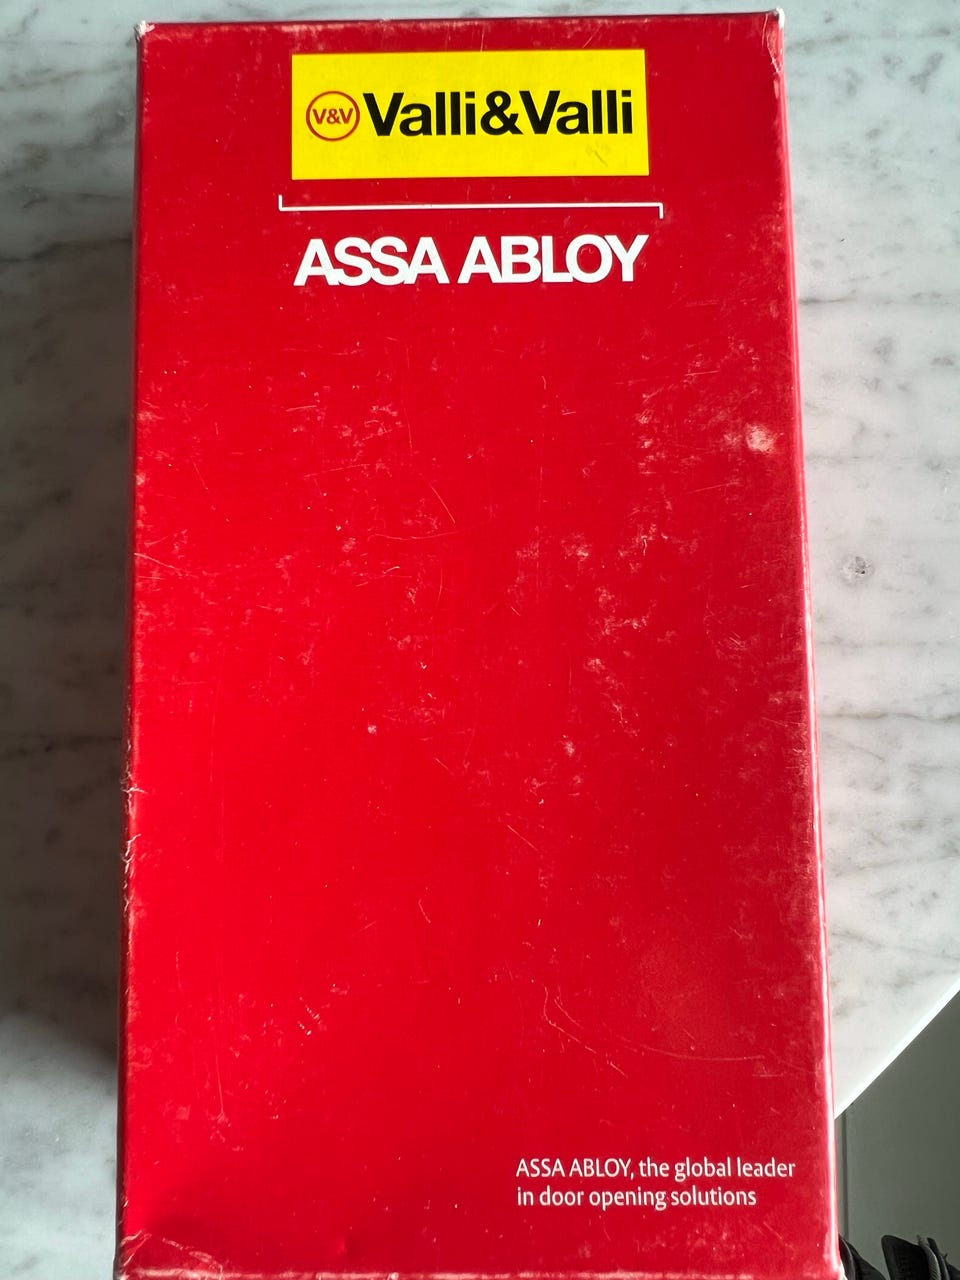 V&V Valli&Valli
ASSA ABLOY
ASSA ABLOY, the global leader
in door opening solutions